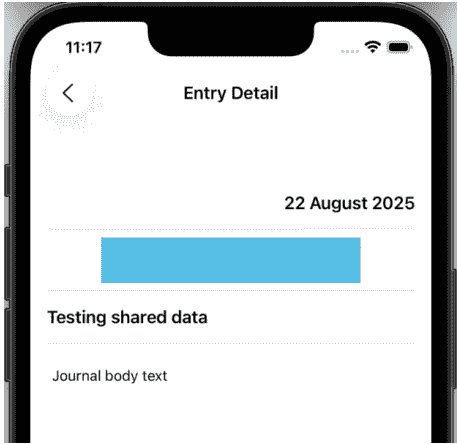 11:17
Entry Detail
22 August 2025
Testing shared data
Journal body text